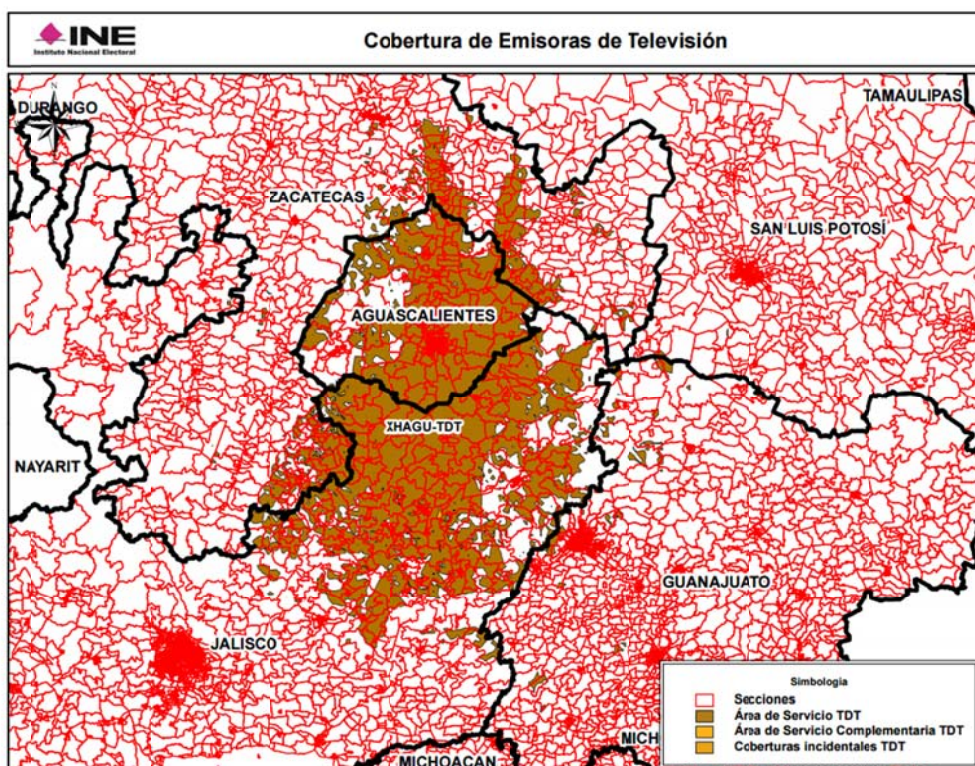 INE
Instituto Nacional Electoral
Cobertura de Emisoras de Televisión
N
DURANGO
TAMAULIPAS
ZACATECAS
SAN LUIS POTOSÍ
AGUASCALIENTES
XHAGU-TDT
NAYARIT
GUANAJUATO
JALISCO
MICHOACAN
MICH
Simbología
Secciones
Área de Servicio TDT
Área de Servicio Complementaria TDT
Coberturas incidentales TDT